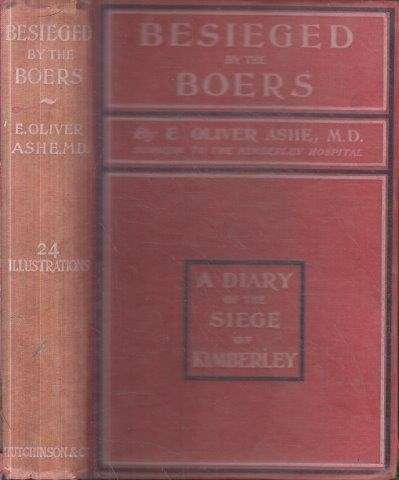 BESIEGED
BY THE
BOERS
E. OLIVER
ASHE. M.D.
24
ILLUSTRATIONS
HUTCHINSON & Co
BESIEGED
BY THE
BOERS
By E OLIVER ASHE, M.D.
SURGEON TO THE KIMBERLEY HOSPITAL
A DIARY
OF THE
SIEGE
OF
KIMBERLEY